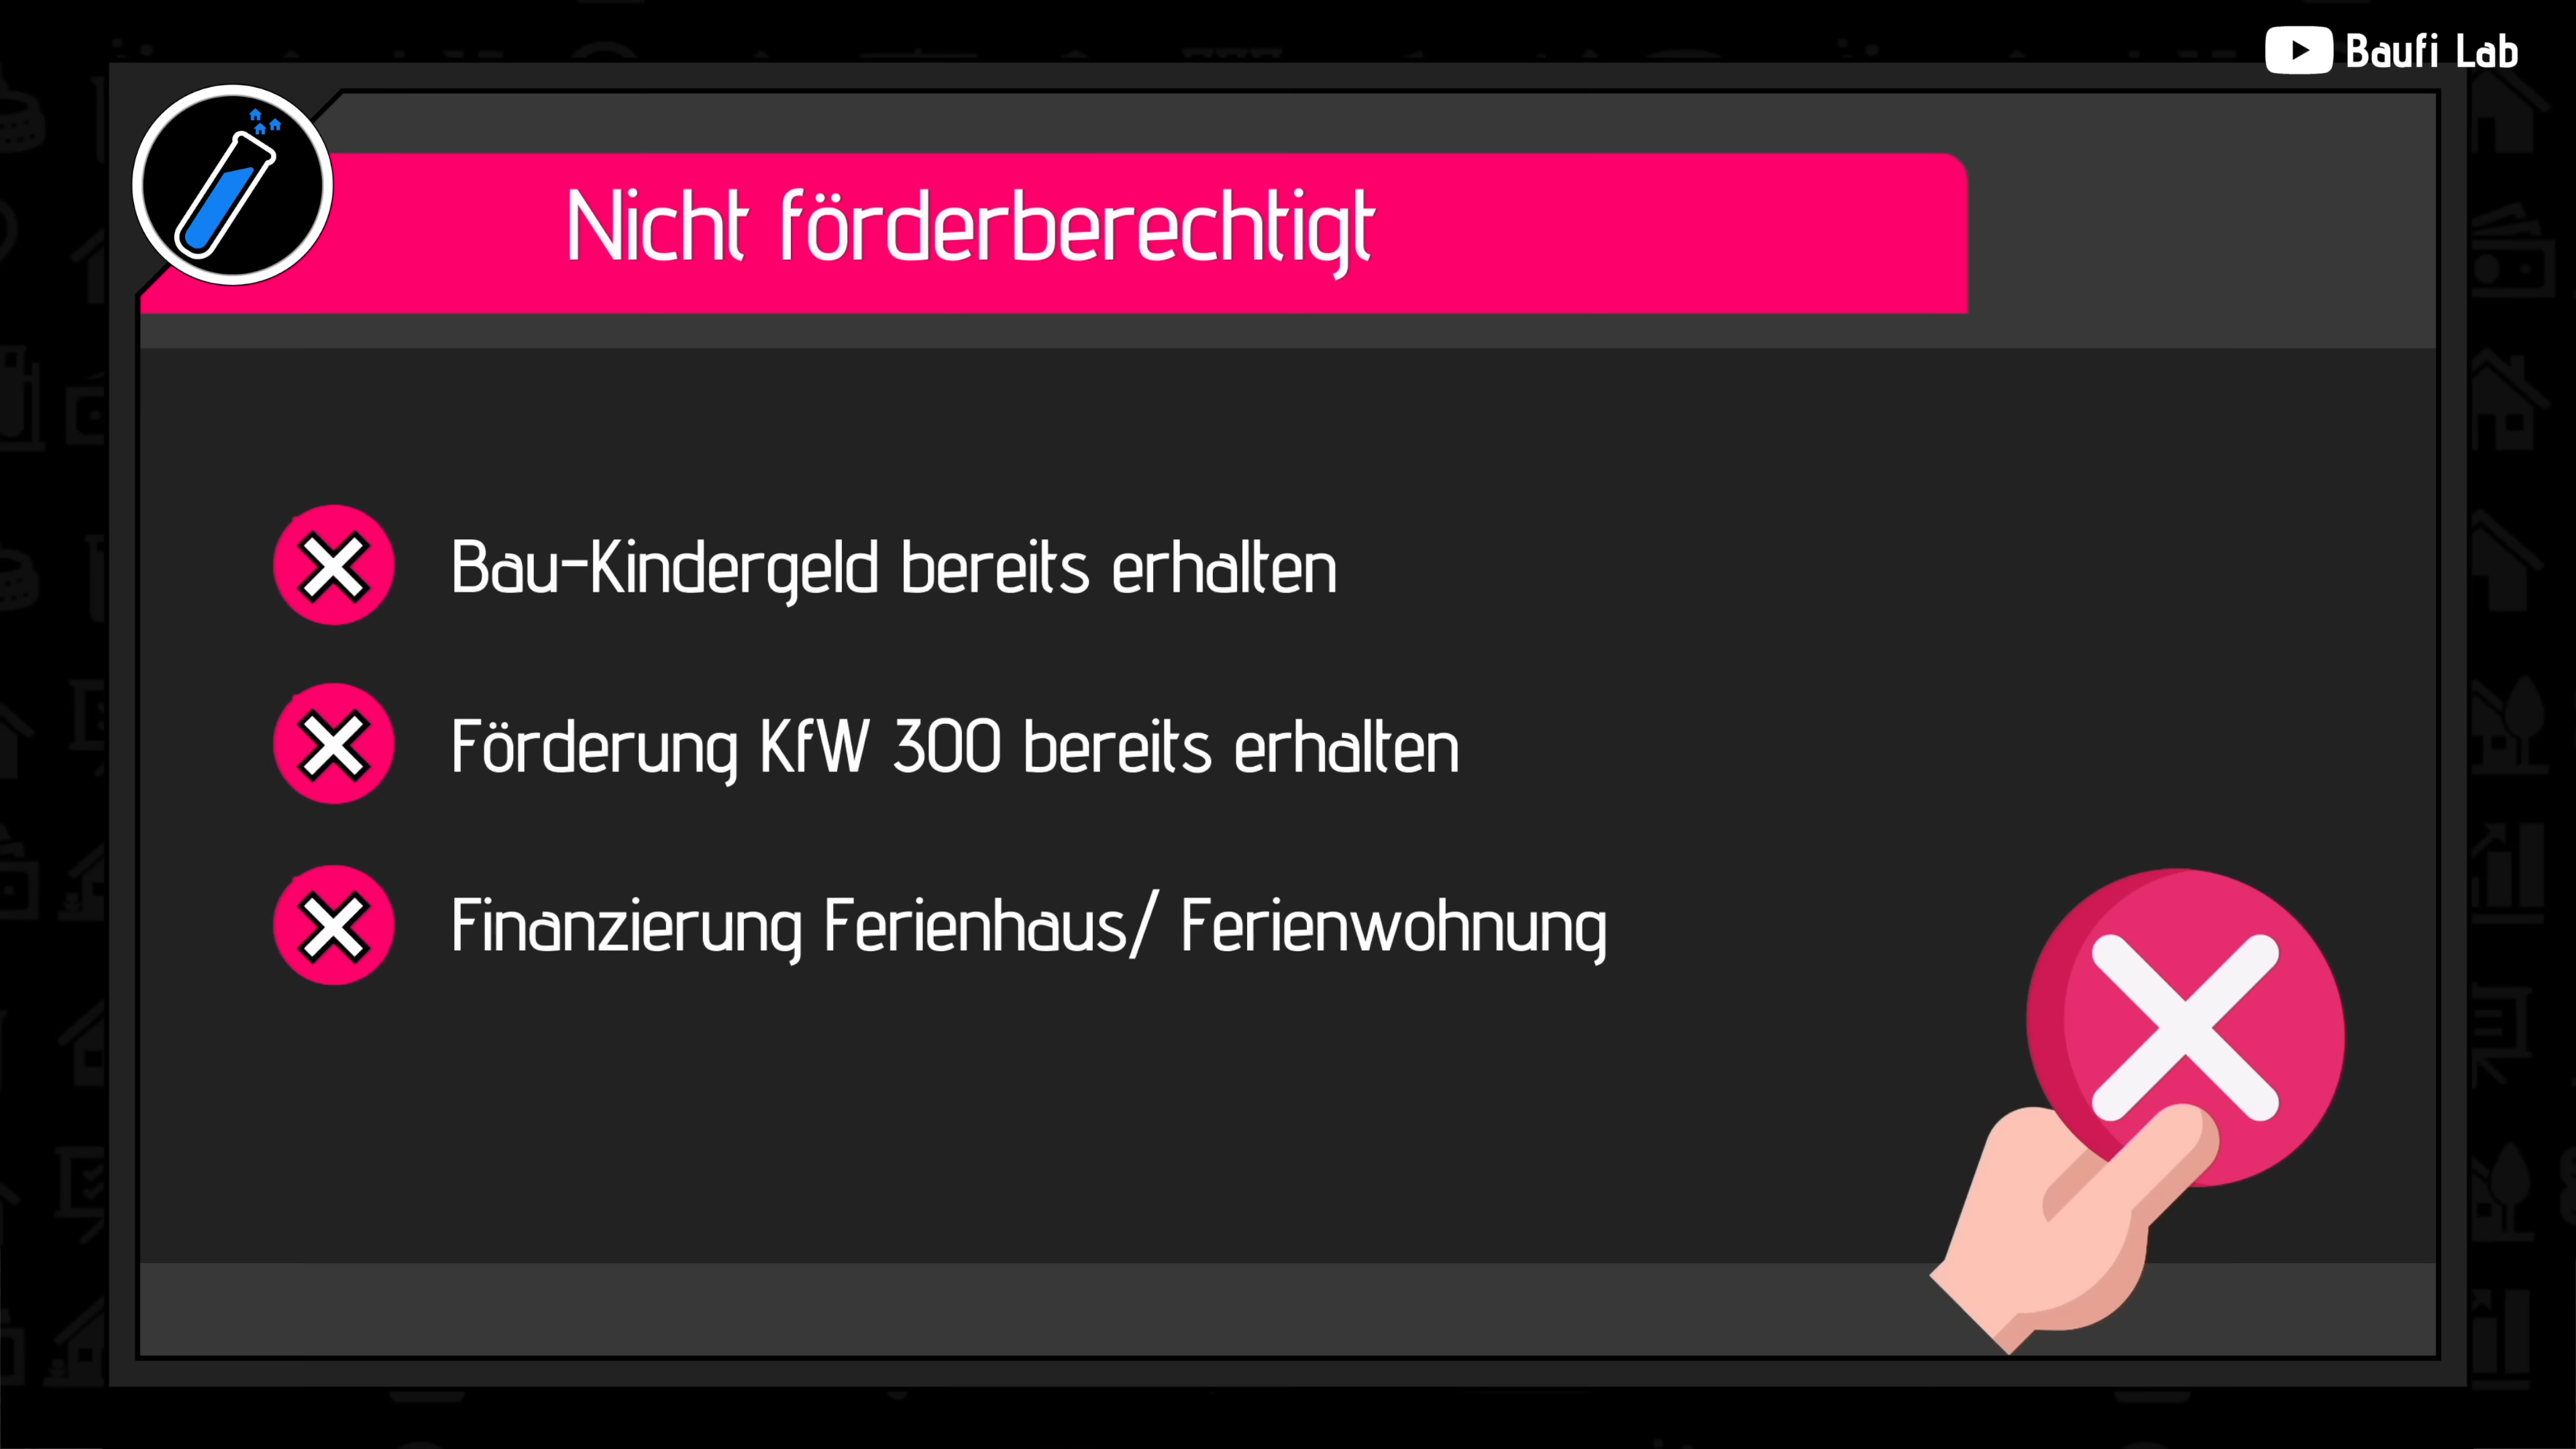 Baufi Lab
Nicht förderberechtigt
Bau-Kindergeld bereits erhalten
Förderung KfW 300 bereits erhalten
Finanzierung Ferienhaus/ Ferienwohnung